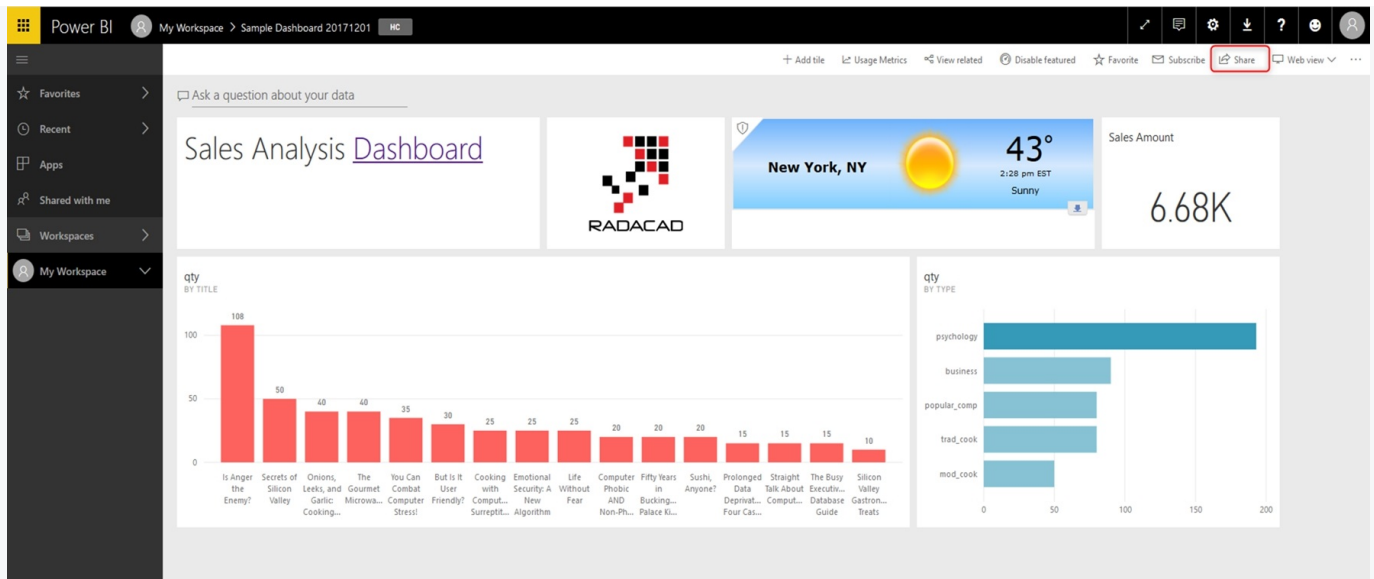 Power BI
My Workspace > Sample Dashboard 20171201 HC
+ Add tile Usage Metrics View related Disable featured Favorite Subscribe Share Web view ...
Favorites
Recent
Apps
Shared with me
Workspaces
My Workspace
Ask a question about your data
Sales Analysis Dashboard
RADACAD
New York, NY
43°
2:28 pm EST
Sunny
Sales Amount
6.68K
qty
BY TITLE
100
50
0
108
50
40
40
35
30
25
25
25
20
20
20
15
15
15
10
Is Anger
the
Enemy?
Secrets of
Silicon
Valley
Onions,
Leeks, and
Garlic:
Cooking...
The
Gourmet
Microwa...
You Can
Combat
Computer
Stress!
But Is It
User
Friendly?
Cooking
with
Comput...
Surreptit...
Emotional
Security: A
New
Algorithm
Life
Without
Fear
Computer
Phobic
AND
Non-Ph...
Fifty Years
in
Bucking...
Palace Ki...
Sushi,
Anyone?
Prolonged
Data
Deprivat...
Four Cas...
Straight
Talk About
Comput...
The Busy
Executiv...
Database
Guide
Silicon
Valley
Gastron...
Treats
qty
BY TYPE
psychology
business
popular_comp
trad_cook
mod_cook
0
50
100
150
200